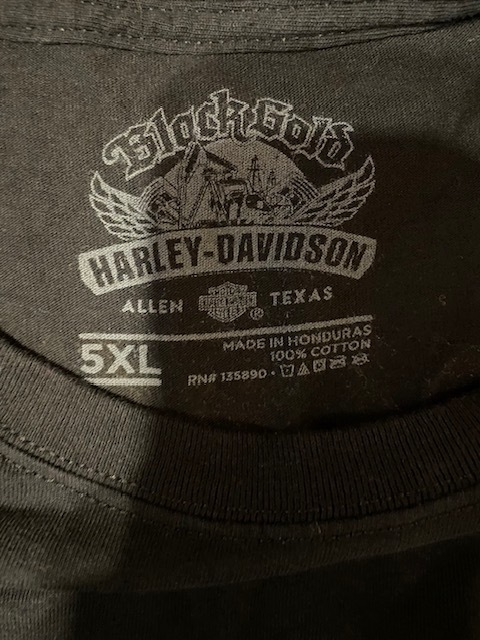 Black Gold
HARLEY-DAVIDSON
ALLEN TEXAS
®
5XL
MADE IN HONDURAS
100% COTTON
RN# 135890 •